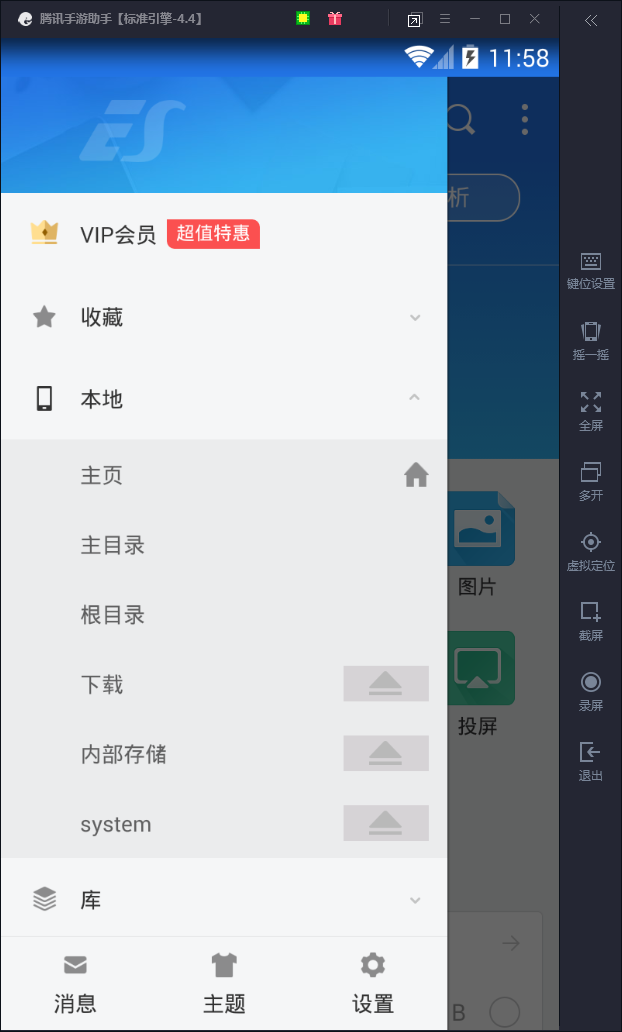 腾讯手游助手【标准引擎-4.4】
11:58
ES
析
VIP会员 超值特惠
收藏
本地
主页
主目录
根目录
下载
内部存储
system
库
消息
主题
设置
图片
投屏
B
键位设置
摇一摇
全屏
多开
虚拟定位
截屏
录屏
退出